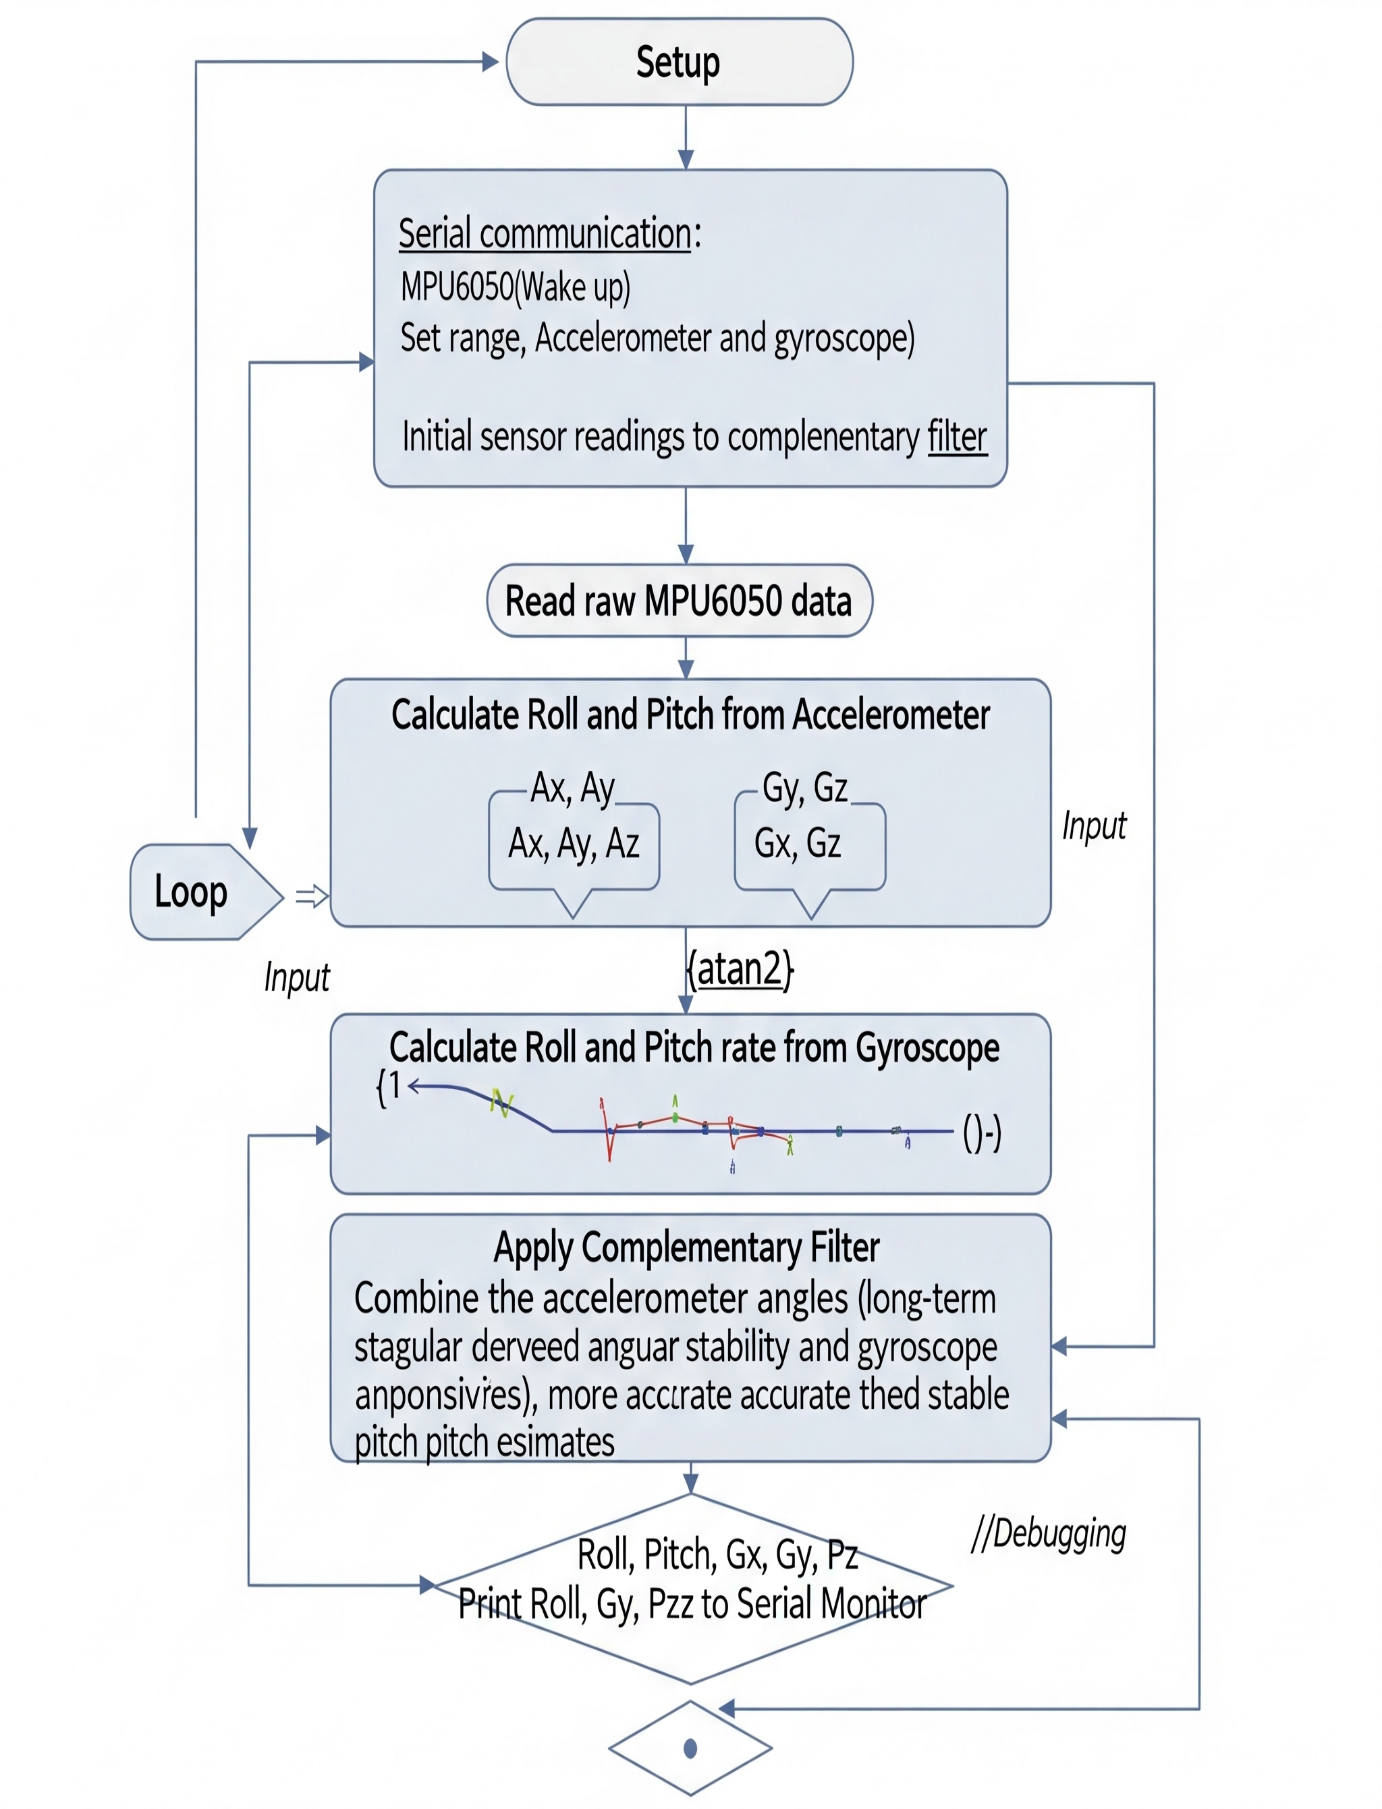 Setup
Serial communication:
MPU6050(Wake up)
Set range, Accelerometer and gyroscope)
Initial sensor readings to complenentary filter
Read raw MPU6050 data
Calculate Roll and Pitch from Accelerometer
Ax, Ay
Gy, Gz
Ax, Ay, Az
Gx, Gz
Input
Loop
Input
{atan2}
Calculate Roll and Pitch rate from Gyroscope
{1
()-)
Apply Complementary Filter
Combine the accelerometer angles (long-term
stagular derveed anguar stability and gyroscope
anponsivies), more accurate accurate thed stable
pitch pitch esimates
//Debugging
Roll, Pitch, Gx, Gy, Pz
Print Roll, Gy, Pzz to Serial Monitor